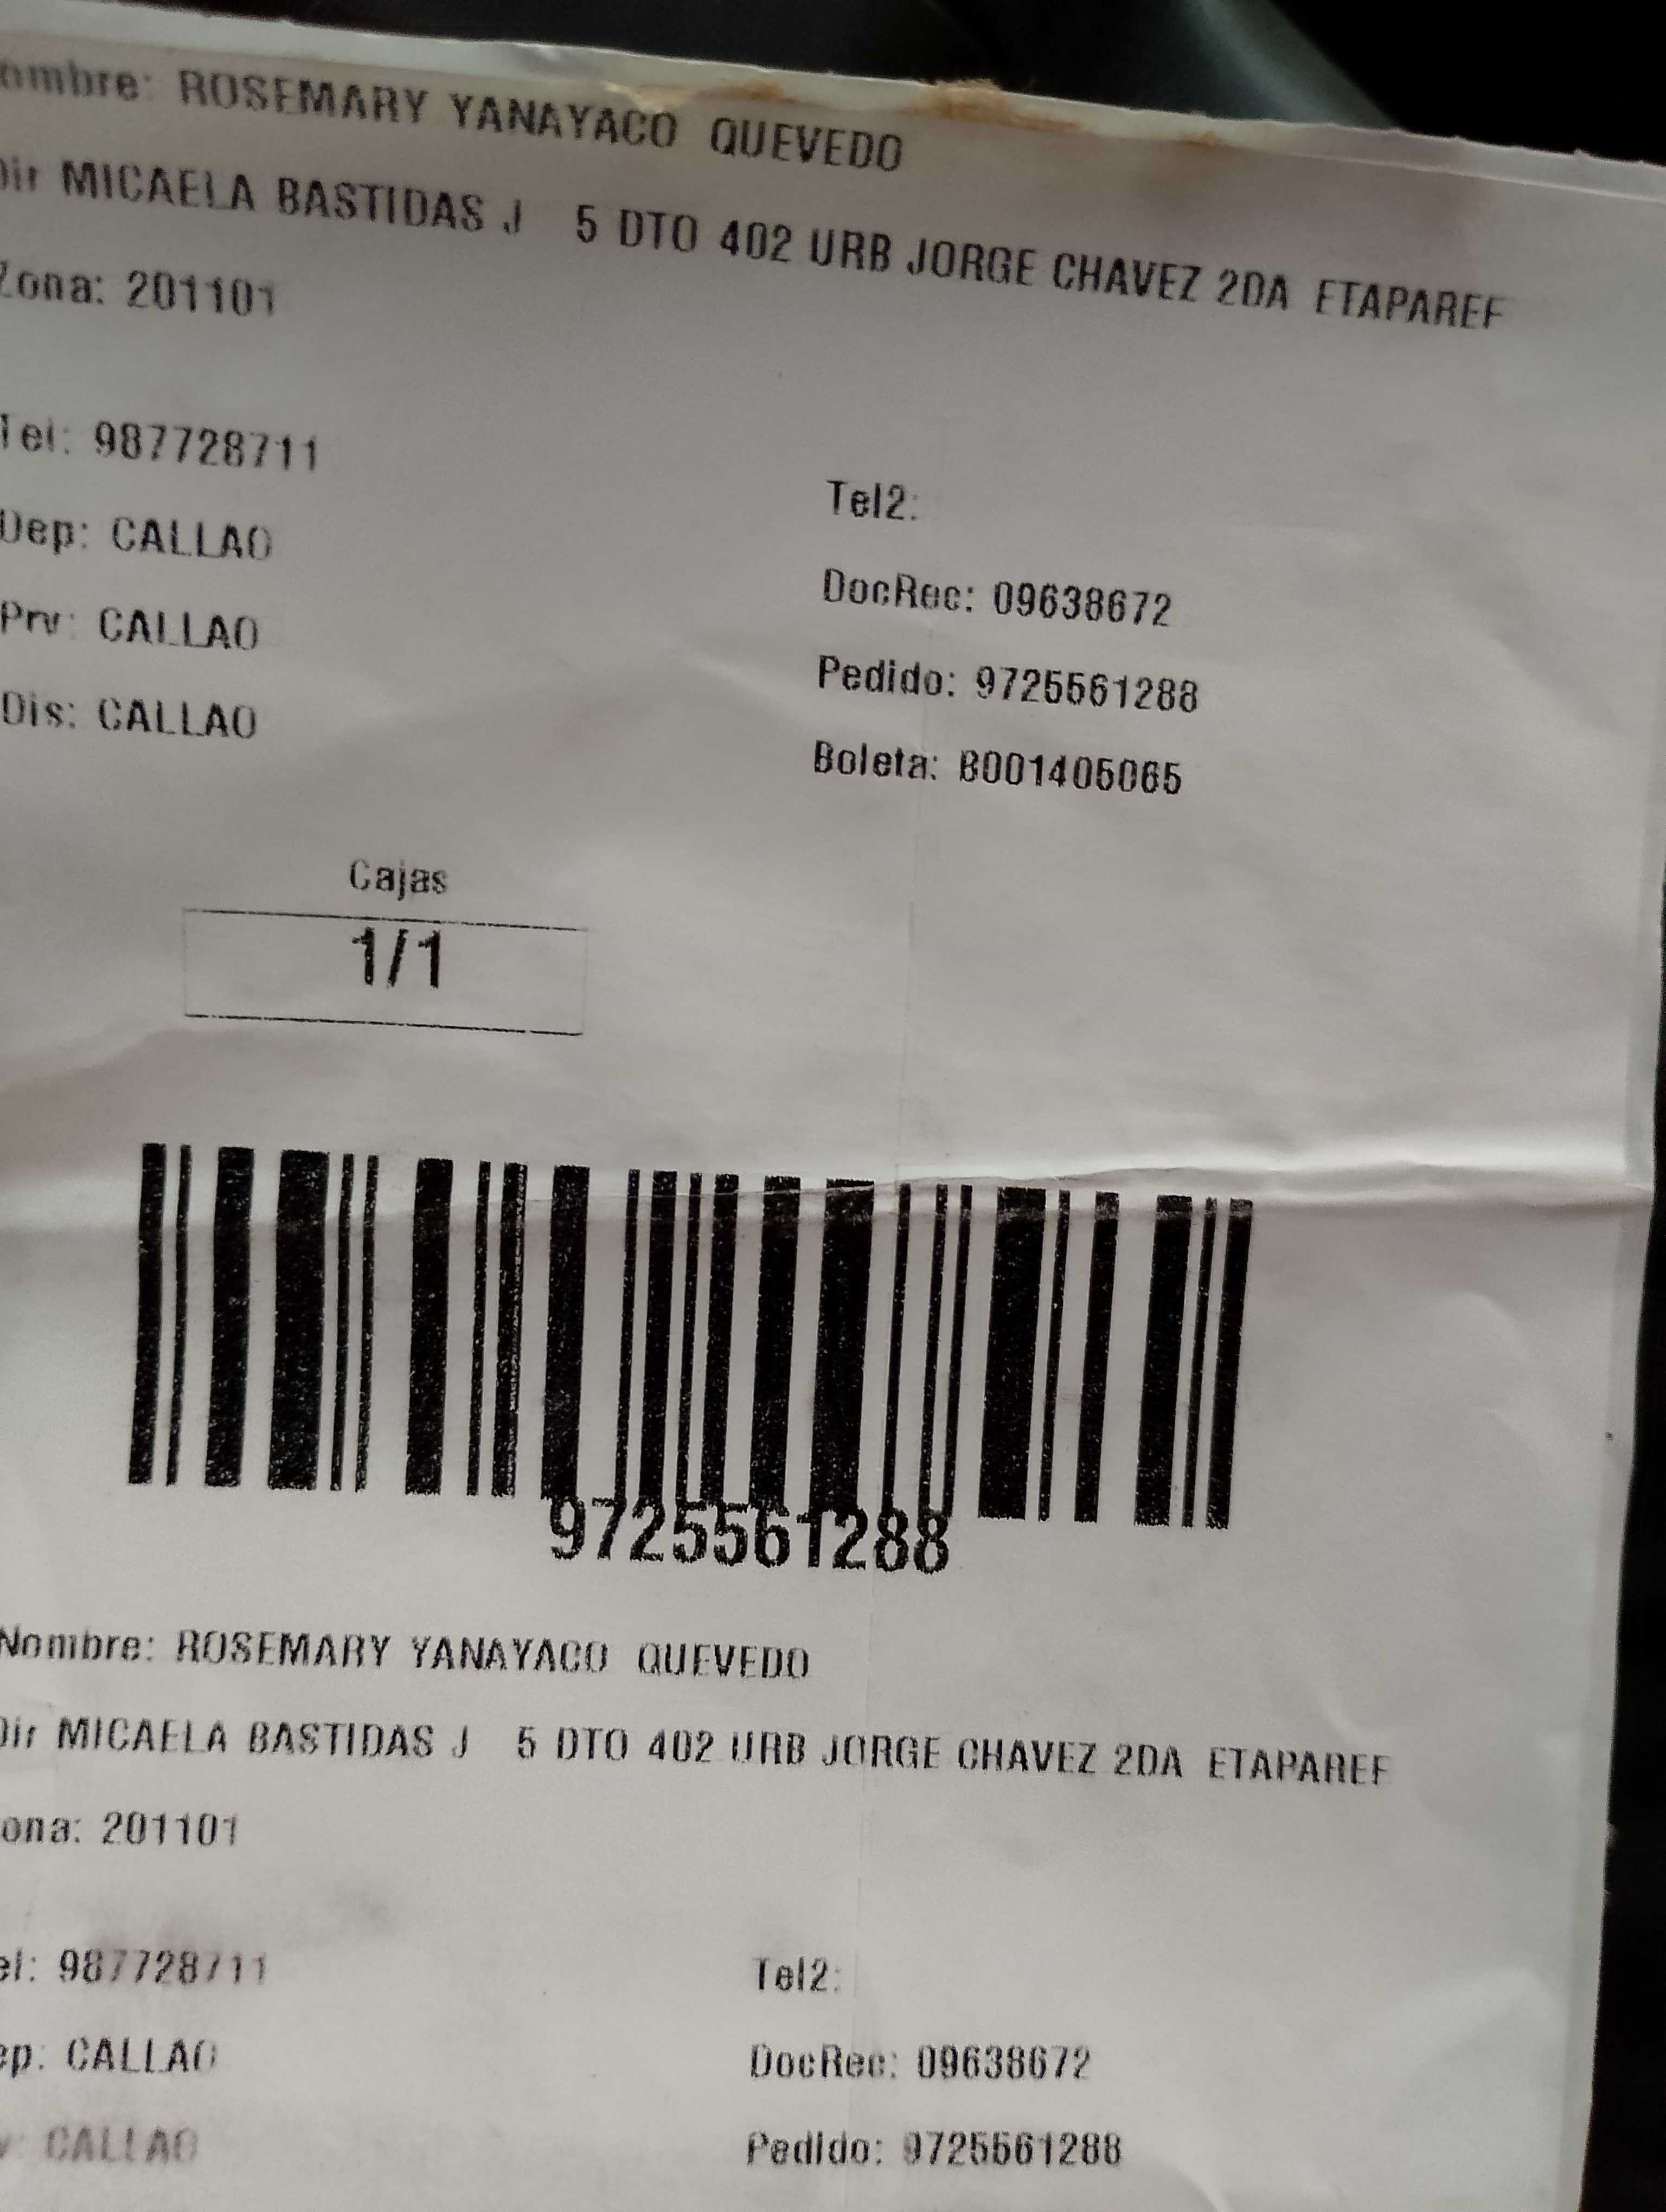 ombre: ROSEMARY YANAYACO QUEVEDO
Dir MICAELA BASTIDAS J 5 DTO 402 URB JORGE CHAVEZ 2DA ETAPAREF
Zona: 201101
Tel: 987728711
Tel2:
Dep: CALLAO
DocRec: 09638672
Prv: CALLAO
Pedido: 9725561288
Dis: CALLAO
Boleta: B001405065
Cajas
1/1
9725561288
Nombre: ROSEMARY YANAYACO QUEVEDO
Dir MICAELA BASTIDAS J 5 DTO 402 URB JORGE CHAVEZ 2DA ETAPAREF
ona: 201101
el: 987728711
Tel2:
ep: CALLAO
DocRec: 09638672
v: CALLAO
Pedido: 9725561288